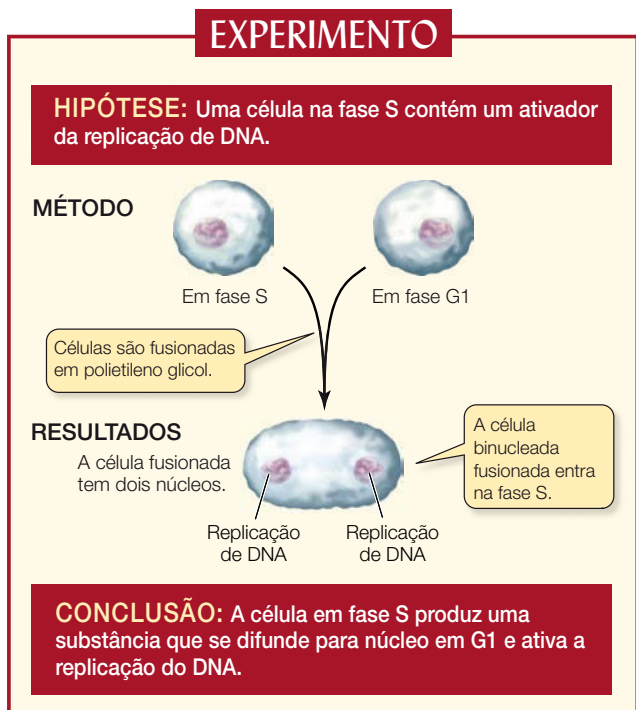 EXPERIMENTO
HIPÓTESE: Uma célula na fase S contém um ativador
da replicação de DNA.
MÉTODO
Em fase S
Em fase G1
Células são fusionadas
em polietileno glicol.
RESULTADOS
A célula fusionada
tem dois núcleos.
A célula
binucleada
fusionada entra
na fase S.
Replicação
de DNA
Replicação
de DNA
CONCLUSÃO: A célula em fase S produz uma
substância que se difunde para núcleo em G1 e ativa a
replicação do DNA.